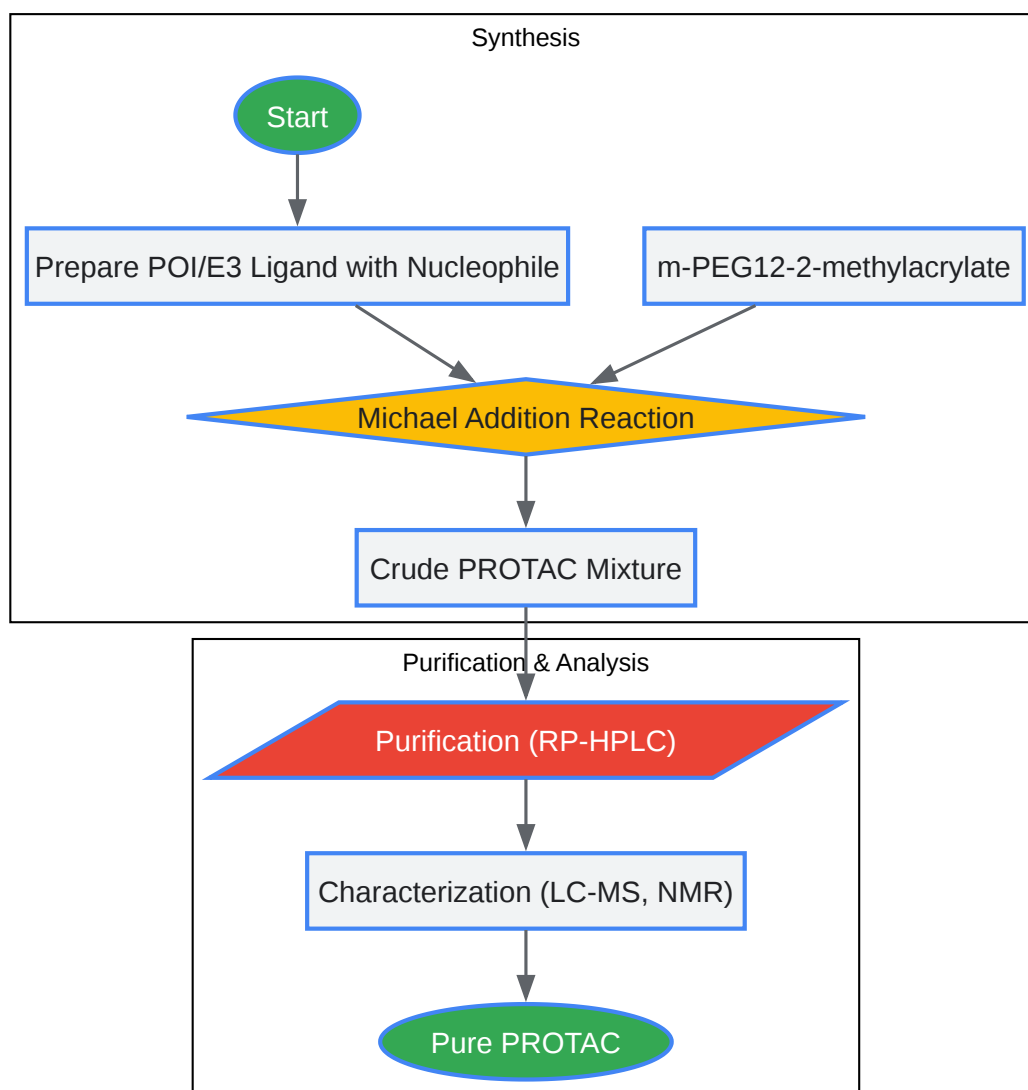 Synthesis
Start
Prepare POI/E3 Ligand with Nucleophile
m-PEG12-2-methylacrylate
Michael Addition Reaction
Crude PROTAC Mixture
Purification & Analysis
Purification (RP-HPLC)
Characterization (LC-MS, NMR)
Pure PROTAC